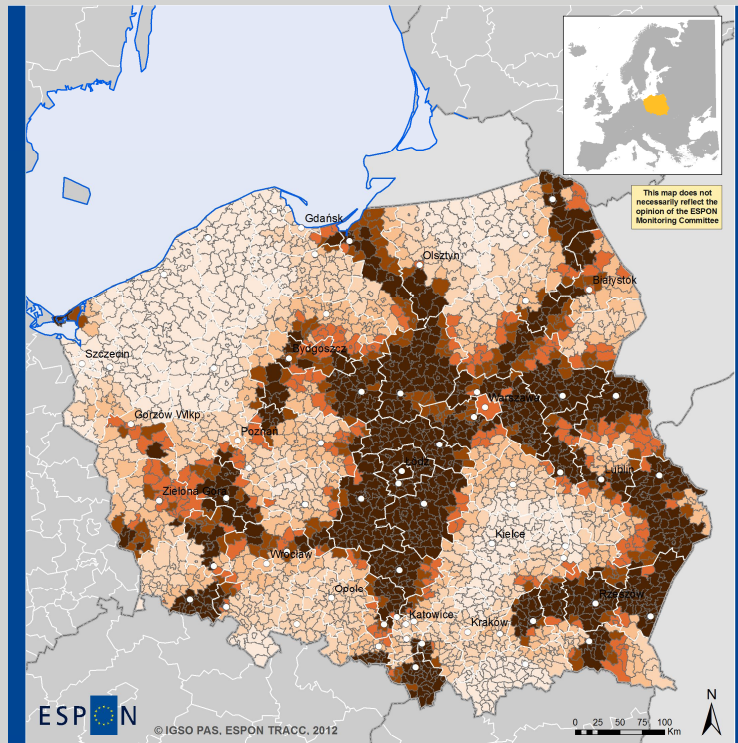 This map does not
necessarily reflect the
opinion of the ESPON
Monitoring Committee
Gdańsk
Olsztyn
Białystok
Szczecin
Bydgoszcz
Gorzów Wlkp
Poznań
Warszawa
Zielona Góra
Łódź
Lublin
Wrocław
Kielce
Opole
Katowice
Kraków
Rzeszów
ESPON
© IGSO PAS, ESPON TRACC, 2012
N
0 25 50 75 100
Km